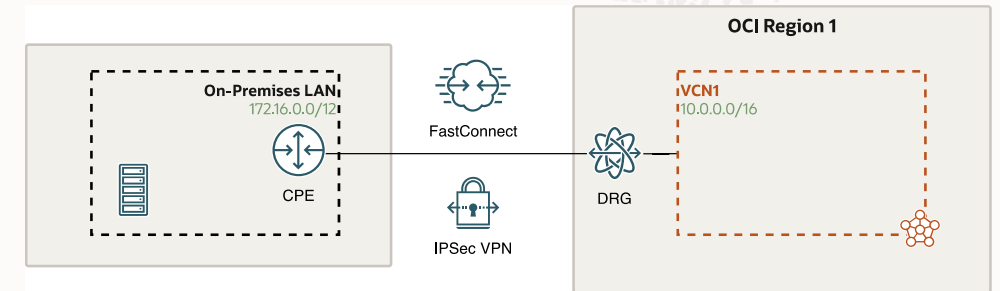 OCI Region 1
On-Premises LAN
172.16.0.0/12
CPE
FastConnect
IPSec VPN
DRG
VCN1
10.0.0.0/16